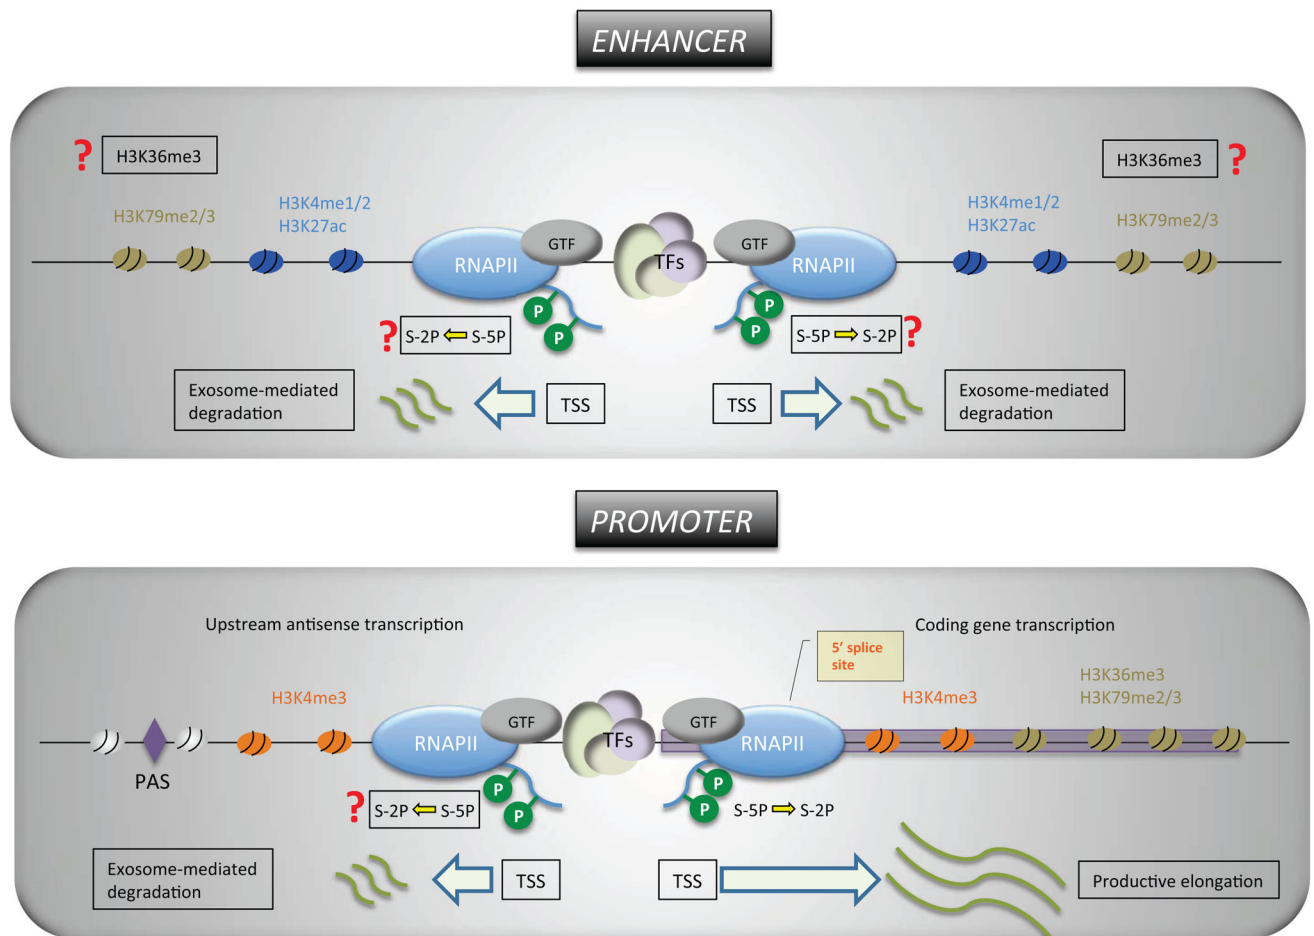 ENHANCER
? H3K36me3
H3K36me3 ?
H3K79me2/3
H3K4me1/2
H3K27ac
H3K4me1/2
H3K27ac
H3K79me2/3
RNAPII
GTF
TFs
GTF
RNAPII
P
P
P
P
? S-2P S-5P
S-5P S-2P ?
Exosome-mediated
degradation
TSS
TSS
Exosome-mediated
degradation
PROMOTER
Upstream antisense transcription
Coding gene transcription
5' splice
site
H3K4me3
H3K4me3
H3K36me3
H3K79me2/3
PAS
RNAPII
GTF
TFs
GTF
RNAPII
P
P
P
P
? S-2P S-5P
S-5P S-2P
Exosome-mediated
degradation
TSS
TSS
Productive elongation